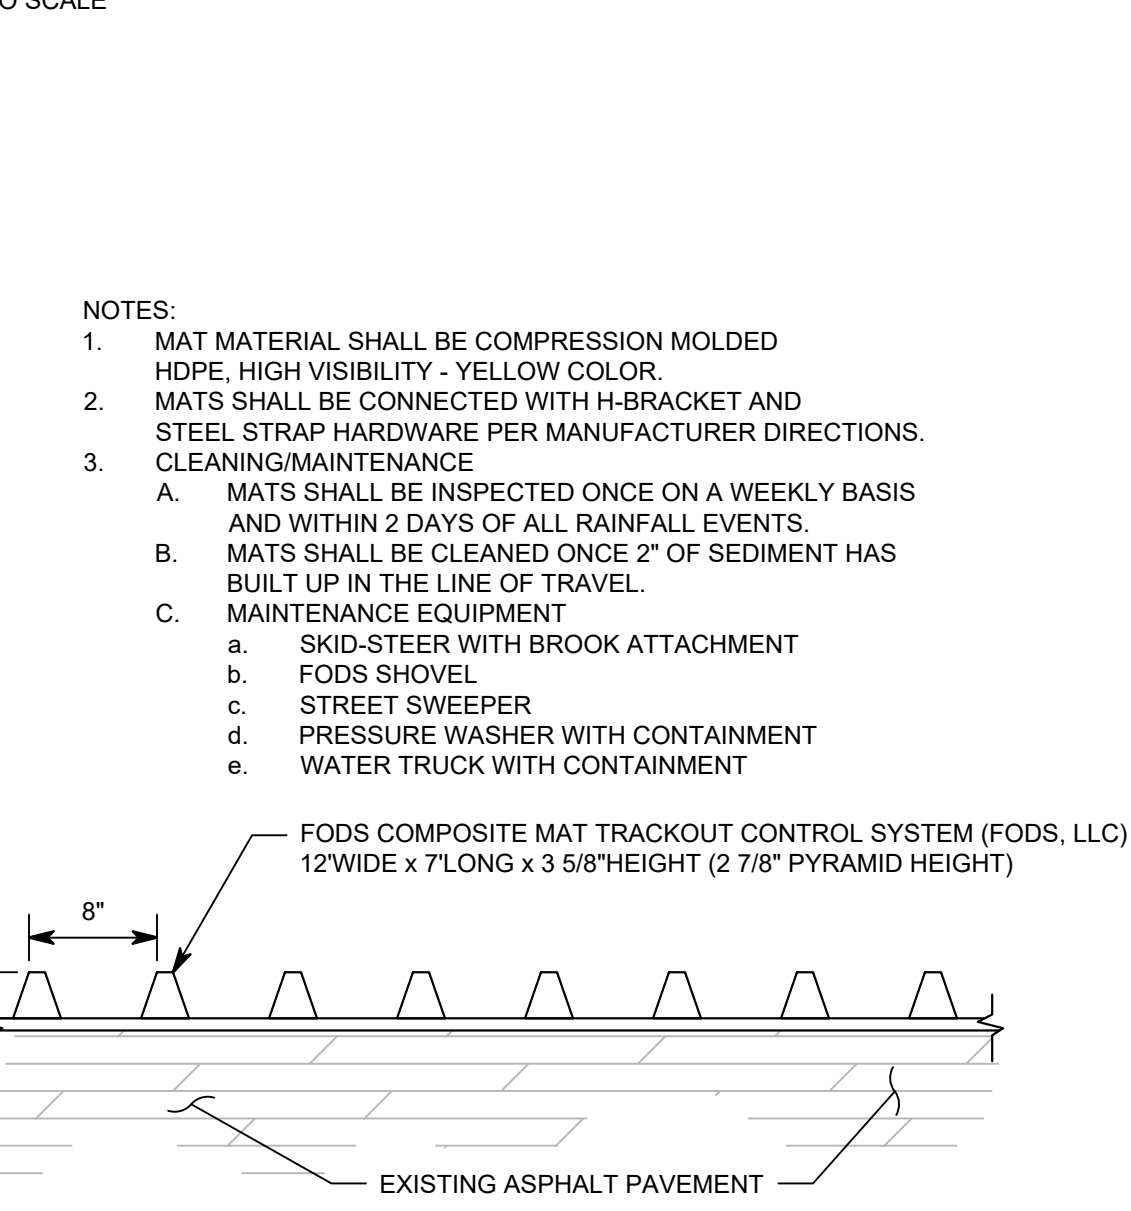 O SCALE
NOTES:
1. MAT MATERIAL SHALL BE COMPRESSION MOLDED
HDPE, HIGH VISIBILITY - YELLOW COLOR.
2. MATS SHALL BE CONNECTED WITH H-BRACKET AND
STEEL STRAP HARDWARE PER MANUFACTURER DIRECTIONS.
3. CLEANING/MAINTENANCE
A. MATS SHALL BE INSPECTED ONCE ON A WEEKLY BASIS
AND WITHIN 2 DAYS OF ALL RAINFALL EVENTS.
B. MATS SHALL BE CLEANED ONCE 2" OF SEDIMENT HAS
BUILT UP IN THE LINE OF TRAVEL.
C. MAINTENANCE EQUIPMENT
a. SKID-STEER WITH BROOK ATTACHMENT
b. FODS SHOVEL
c. STREET SWEEPER
d. PRESSURE WASHER WITH CONTAINMENT
e. WATER TRUCK WITH CONTAINMENT
FODS COMPOSITE MAT TRACKOUT CONTROL SYSTEM (FODS, LLC)
12'WIDE x 7'LONG x 3 5/8"HEIGHT (2 7/8" PYRAMID HEIGHT)
8"
EXISTING ASPHALT PAVEMENT